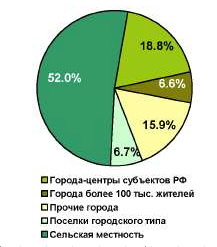 18.8%
52.0%
6.6%
15.9%
6.7%
Города-центры субъектов РФ
Города более 100 тыс. жителей
Прочие города
Поселки городского типа
Сельская местность